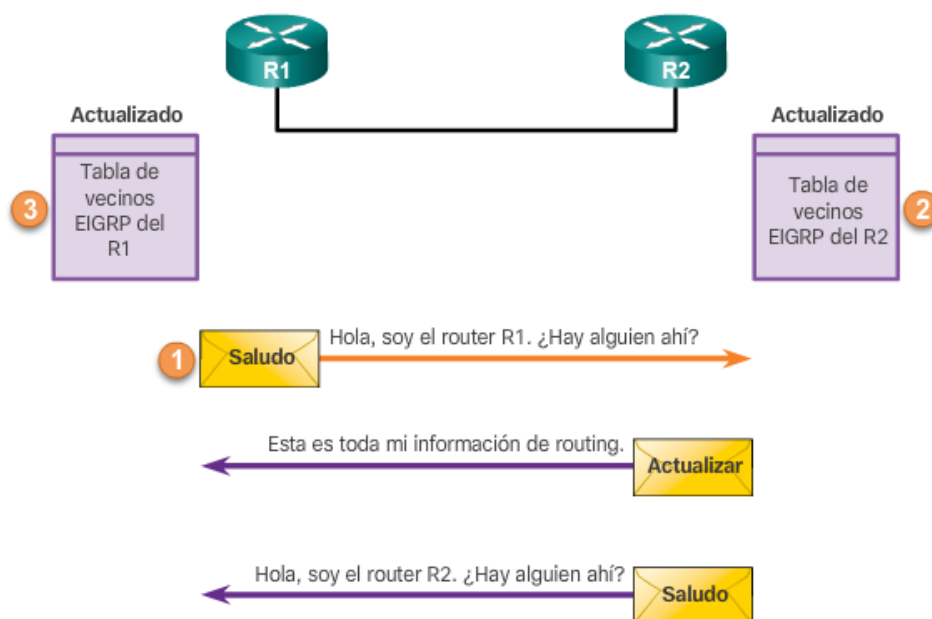 R1
R2
Actualizado
Actualizado
3
Tabla de
vecinos
EIGRP del
R1
Tabla de
vecinos
EIGRP del R2
2
1
Saludo
Hola, soy el router R1. ¿Hay alguien ahí?
Esta es toda mi información de routing.
Actualizar
Hola, soy el router R2. ¿Hay alguien ahí?
Saludo